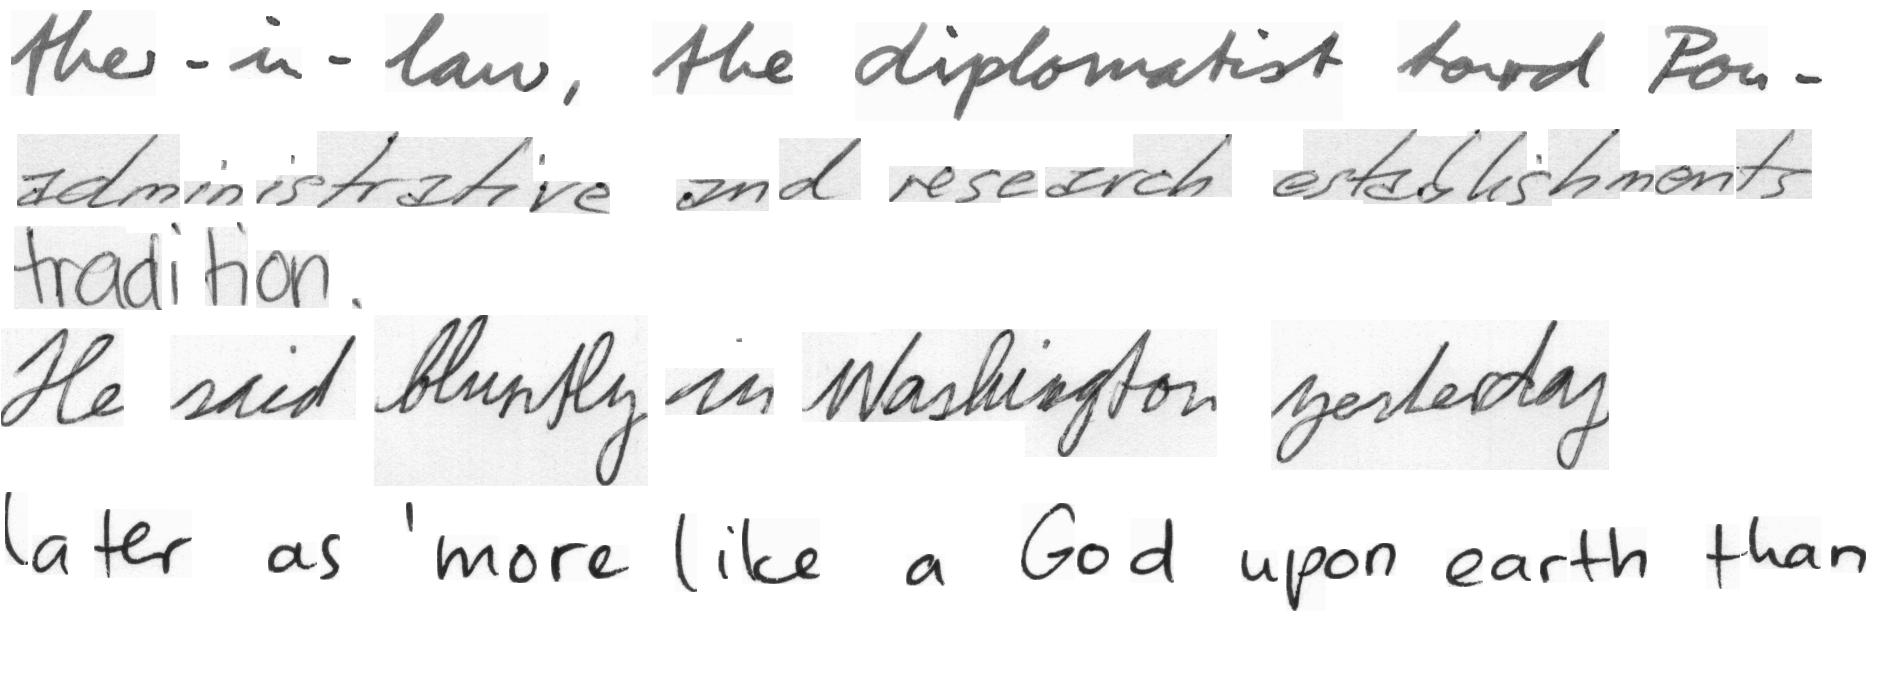 ther-in-law, the diplomatist Lord Pon-
administrative and research establishments
tradition.
He said bluntly in Washington yesterday
later as 'more like a God upon earth than